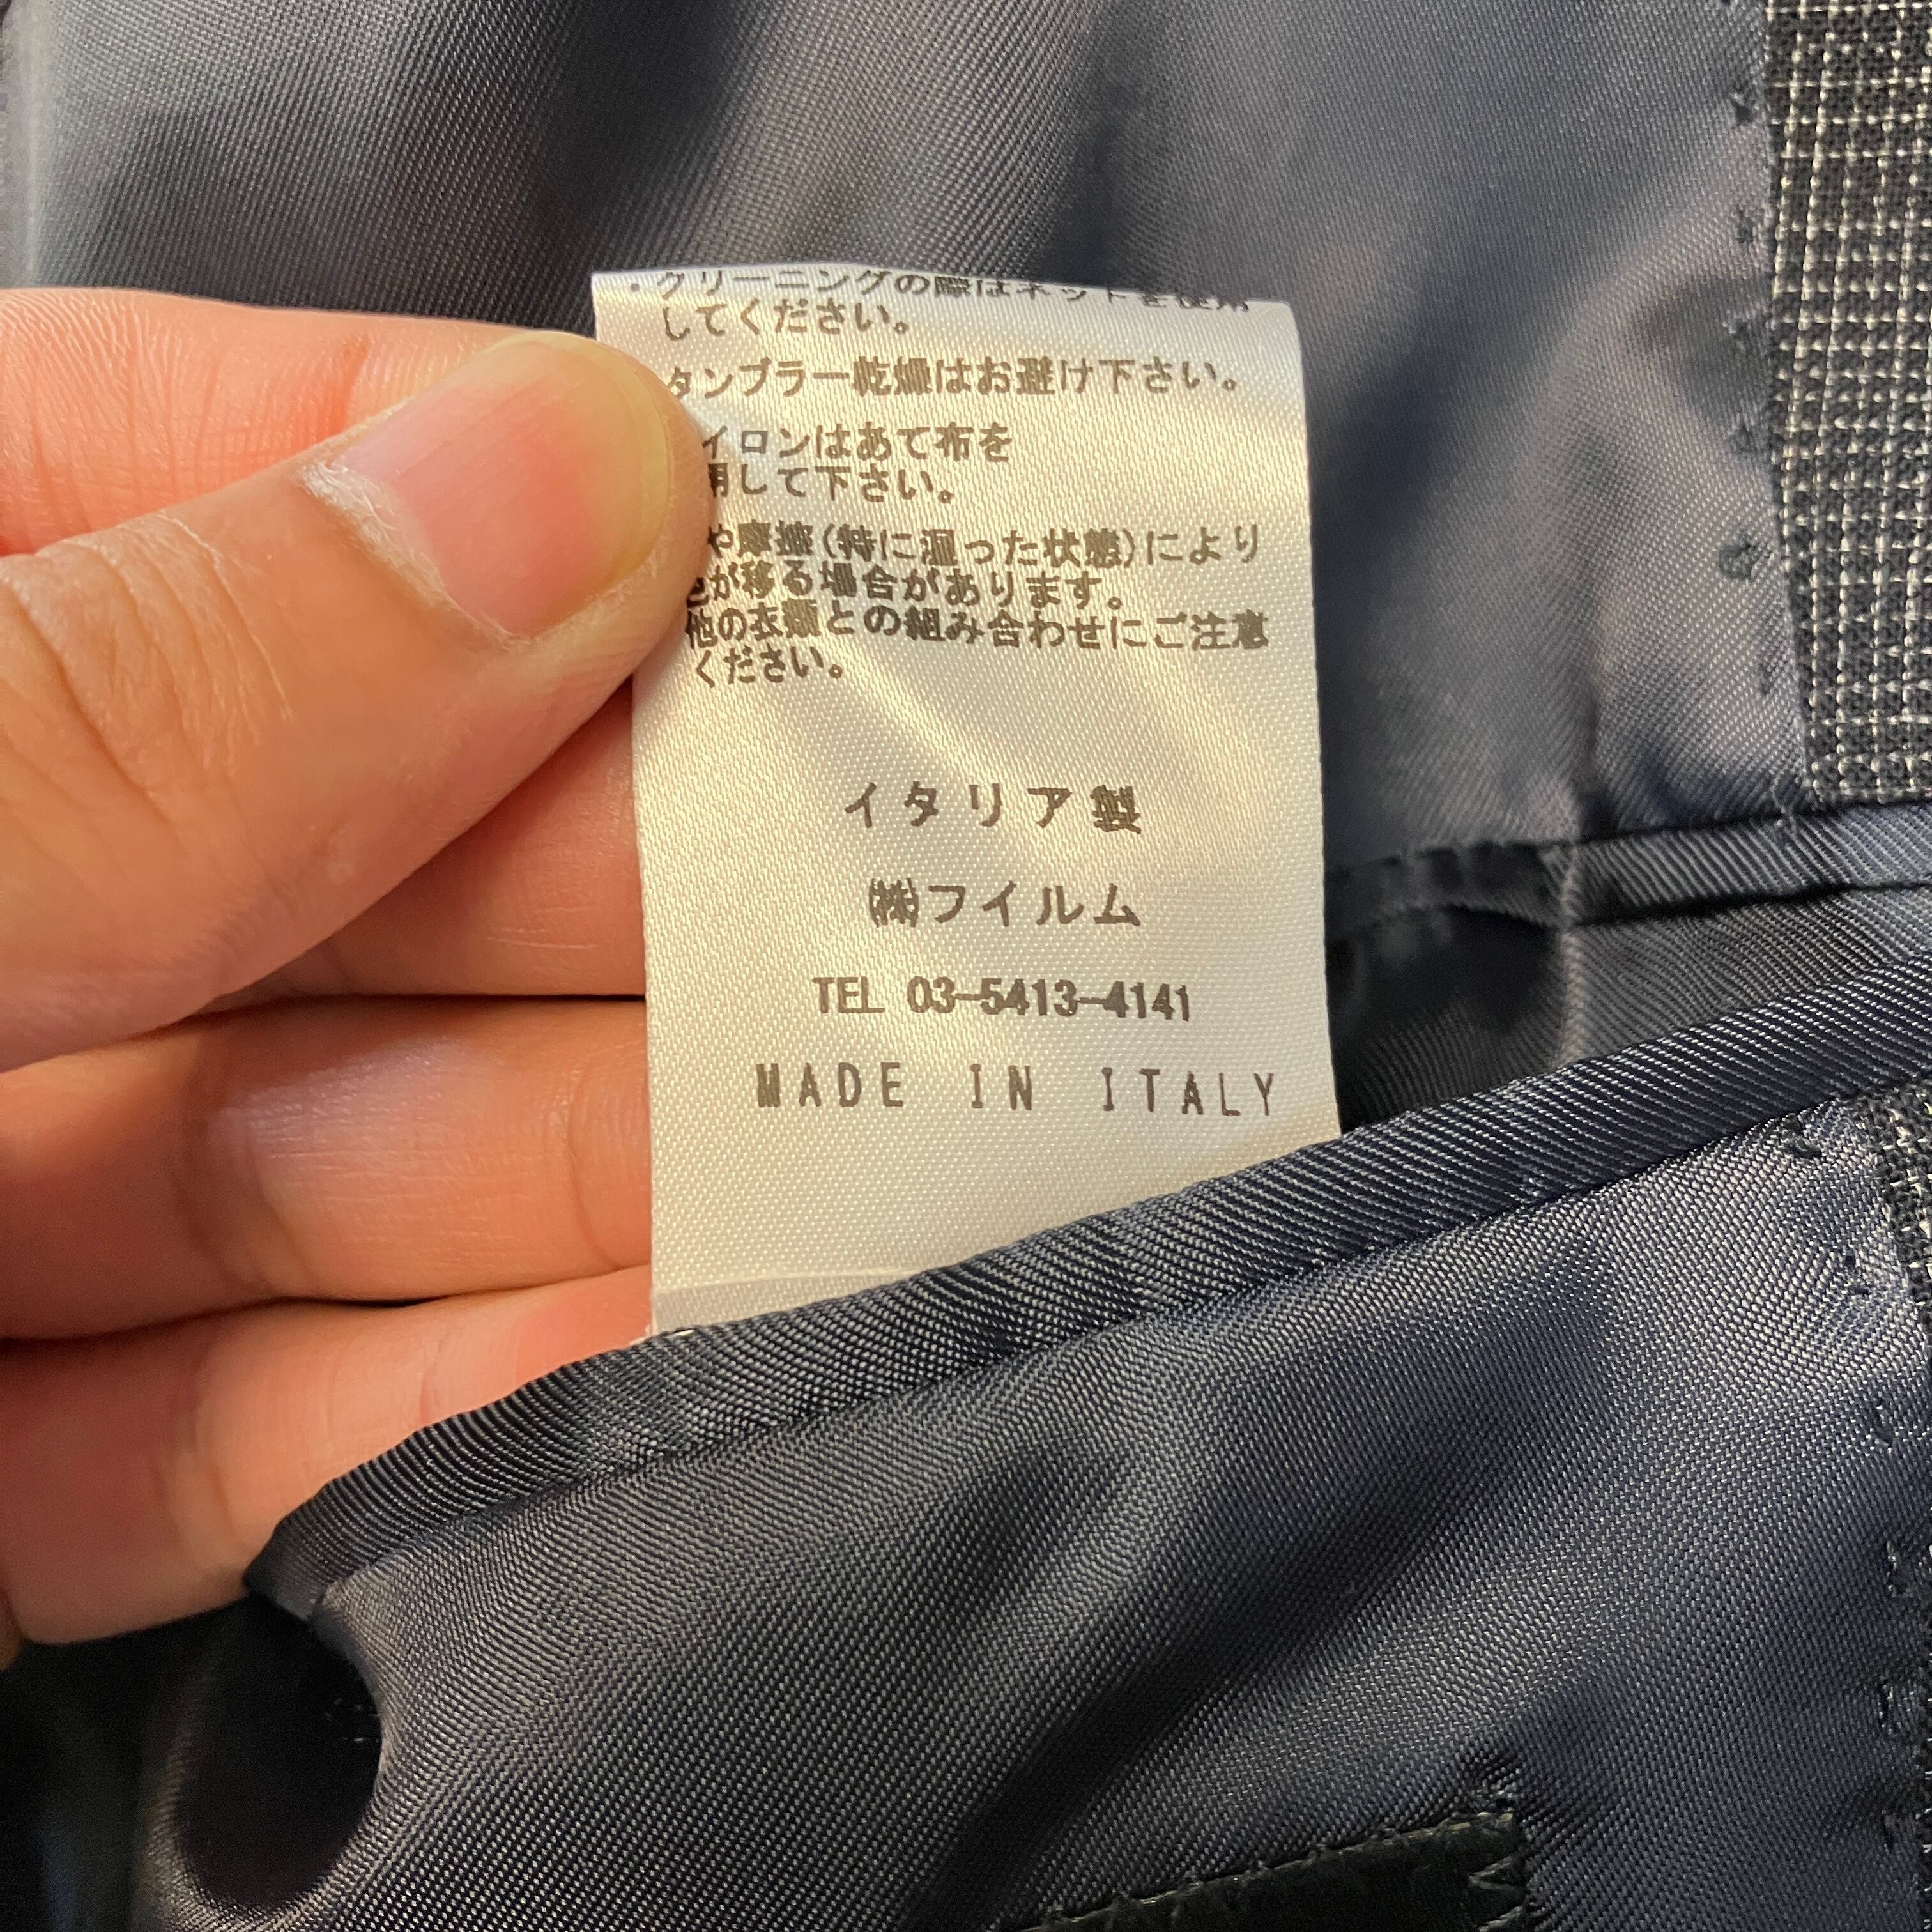 ・クリーニングの際はネットを使用
してください。
タンブラー乾燥はお避け下さい。
イロンはあて布を
用して下さい。
や摩擦(特に湿った状態)により
色が移る場合があります。
他の衣類との組み合わせにご注意
ください。
イタリア製
㈱フイルム
TEL 03-5413-4141
MADE IN ITALY